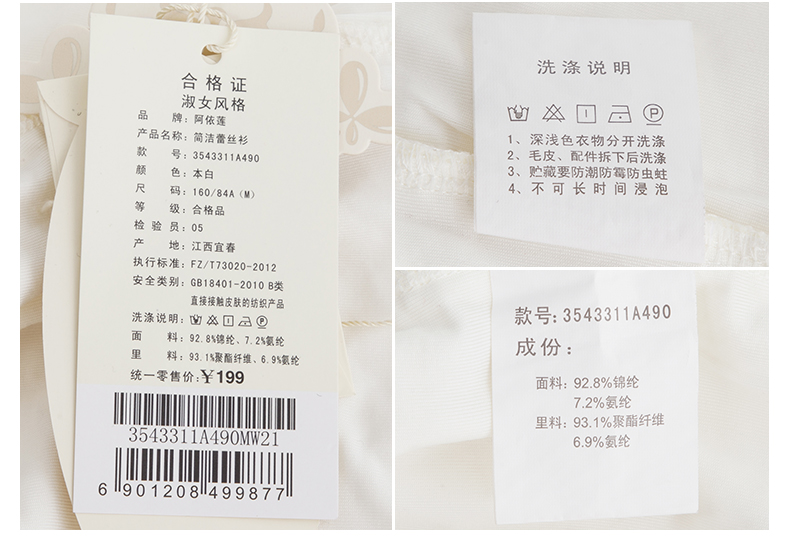 合格证
淑女风格
品 牌：阿依莲
产品名称：简洁蕾丝衫
款 号：3543311A490
颜 色：本白
尺 码：160/84A（M）
等 级：合格品
检 验 员：05
产 地：江西宜春
执行标准：FZ/T73020-2012
安全类别：GB18401-2010 B类
直接接触皮肤的纺织产品
洗涤说明：
面 料：92.8%锦纶、7.2%氨纶
里 料：93.1%聚酯纤维、6.9%氨纶
统一零售价：￥199
3543311A490MW21
6 901208 499877
洗涤说明
P
1、深浅色衣物分开洗涤
2、毛皮、配件拆下后洗涤
3、贮藏要防潮防霉防虫蛀
4、不可长时间浸泡
款号：3543311A490
成份：
面料：92.8%锦纶
7.2%氨纶
里料：93.1%聚酯纤维
6.9%氨纶